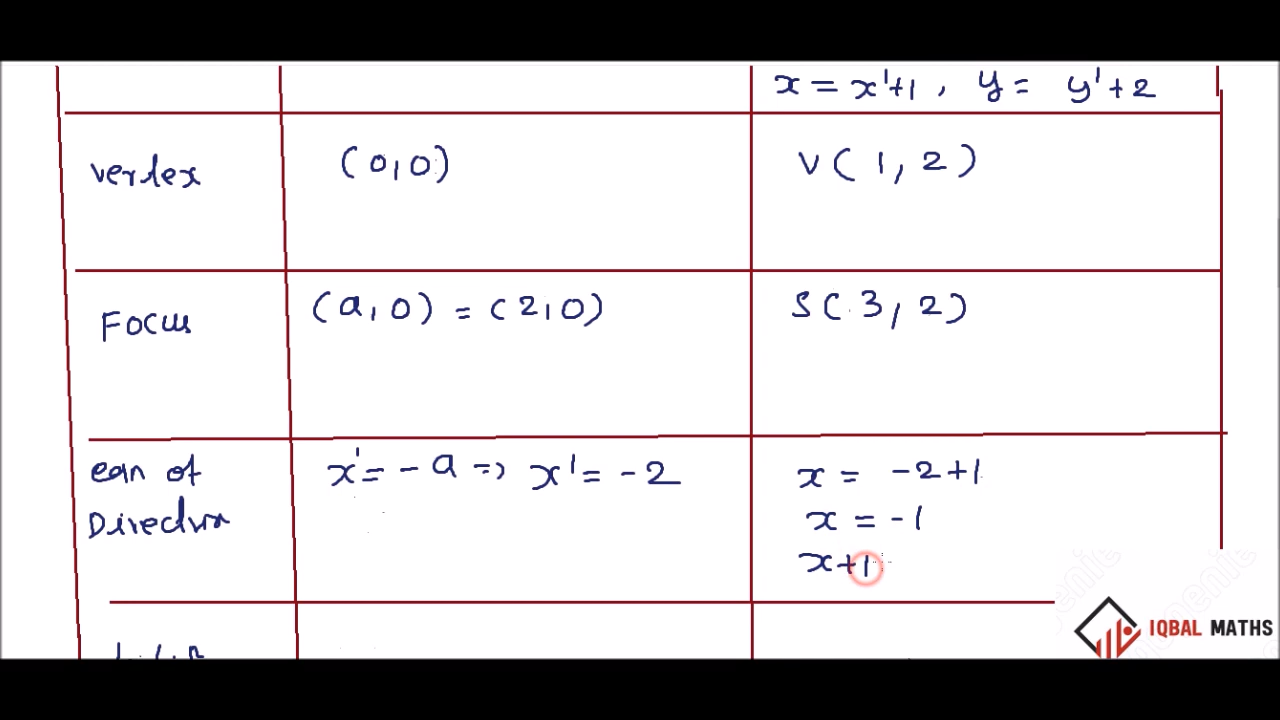 x = x'+1, y = y'+2
vertex (0,0) V(1, 2)
Focus (a,0) = (2,0) S(3, 2)
eqn of x' = -a => x' = -2 x = -2+1
Directrix x = -1
x+1
IQBAL MATHS